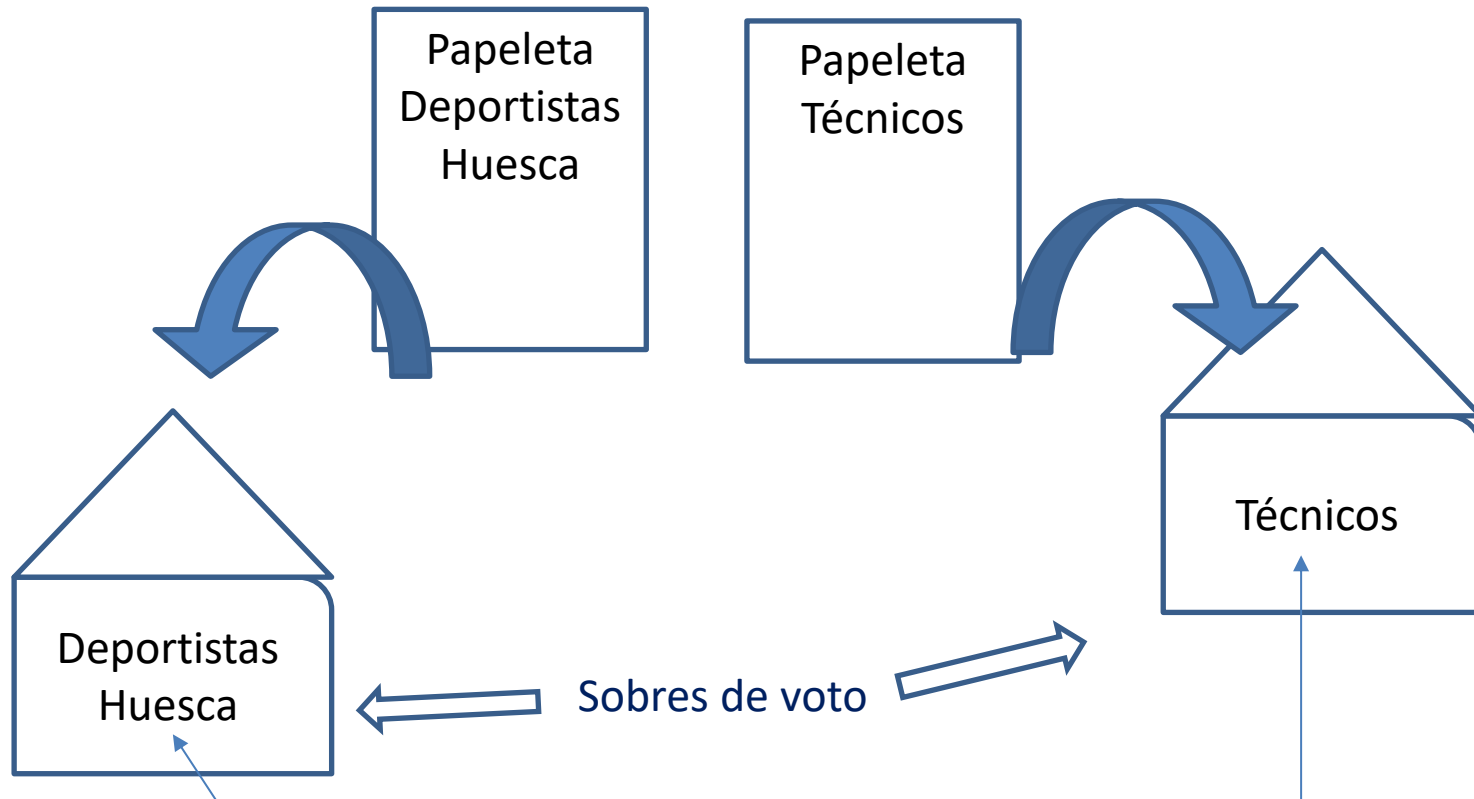 Papeleta
Deportistas
Huesca
Papeleta
Técnicos
Técnicos
Deportistas
Huesca
Sobres de voto